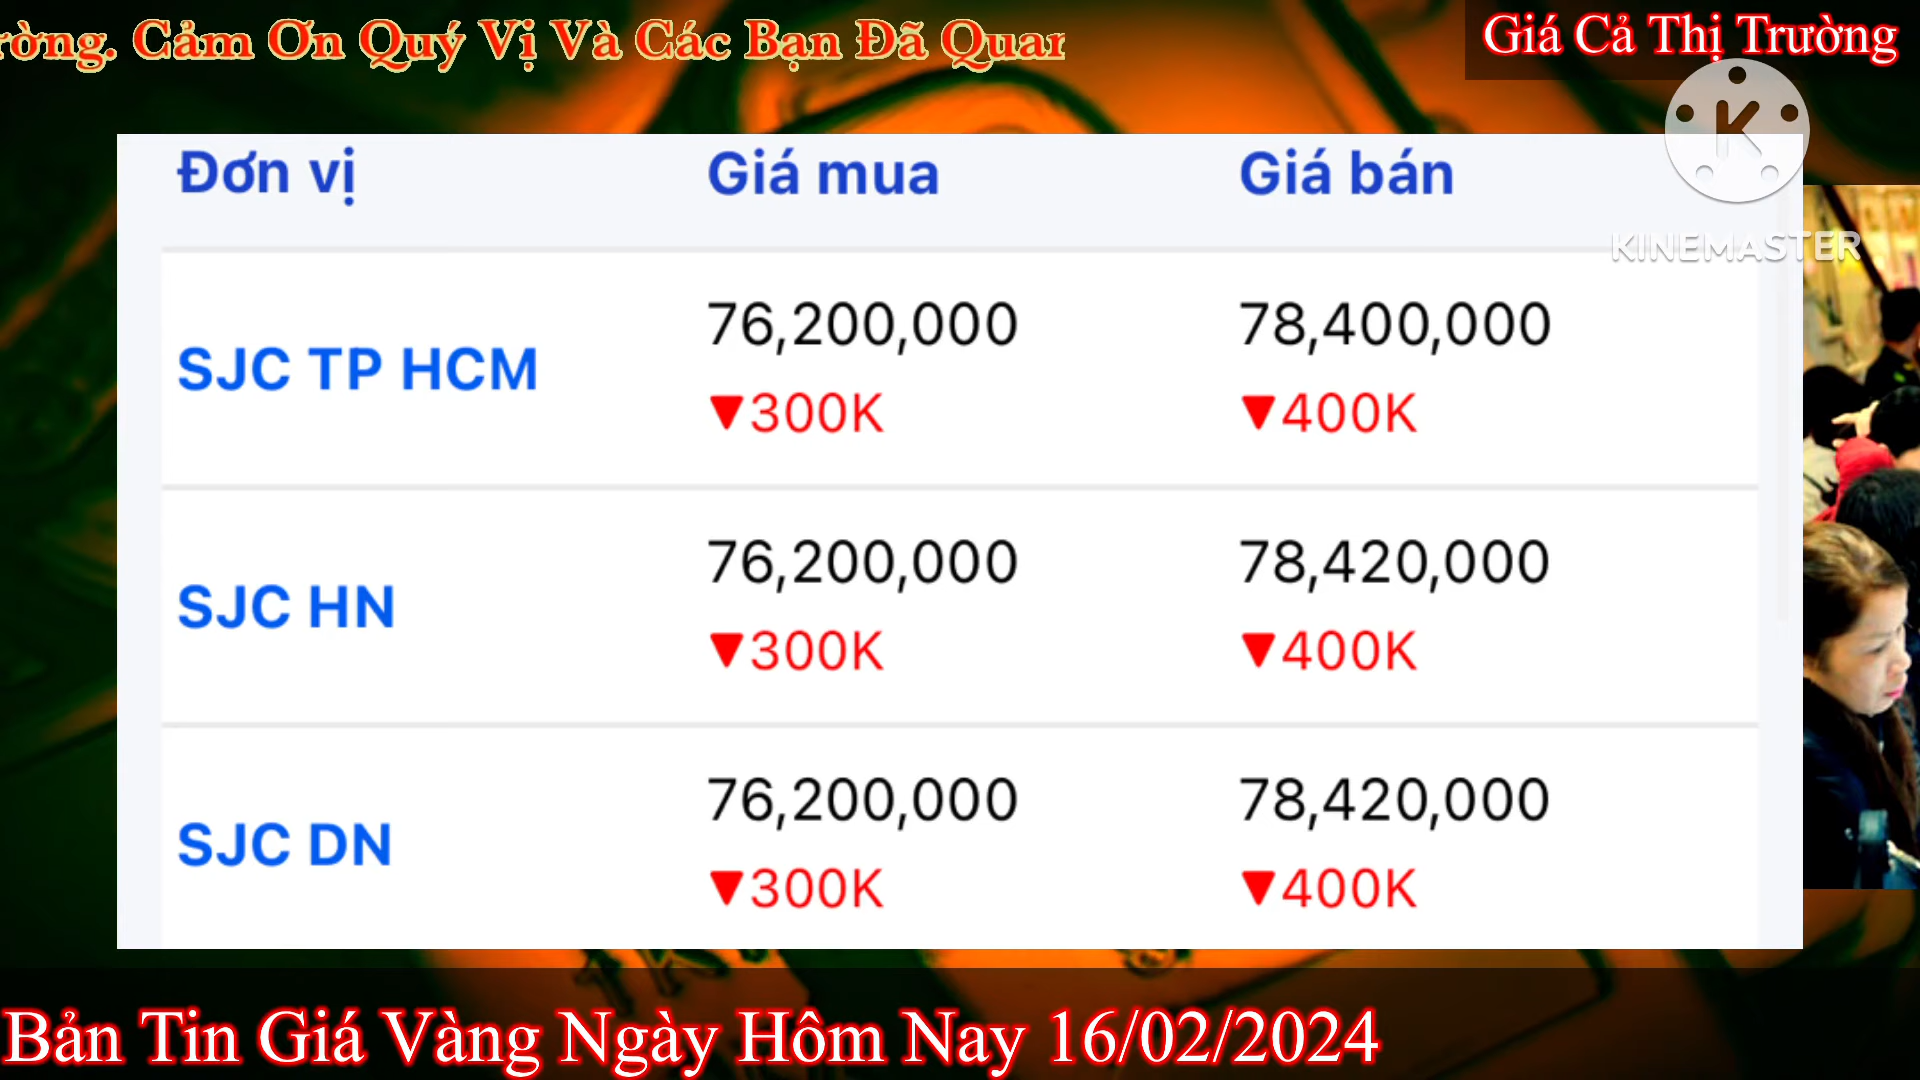 ường. Cảm Ơn Quý Vị Và Các Bạn Đã Quan
Giá Cả Thị Trường
K
KINEMASTER
Đơn vị Giá mua Giá bán
SJC TP HCM 76,200,000 78,400,000
▼300K ▼400K
SJC HN 76,200,000 78,420,000
▼300K ▼400K
SJC DN 76,200,000 78,420,000
▼300K ▼400K
Bản Tin Giá Vàng Ngày Hôm Nay 16/02/2024